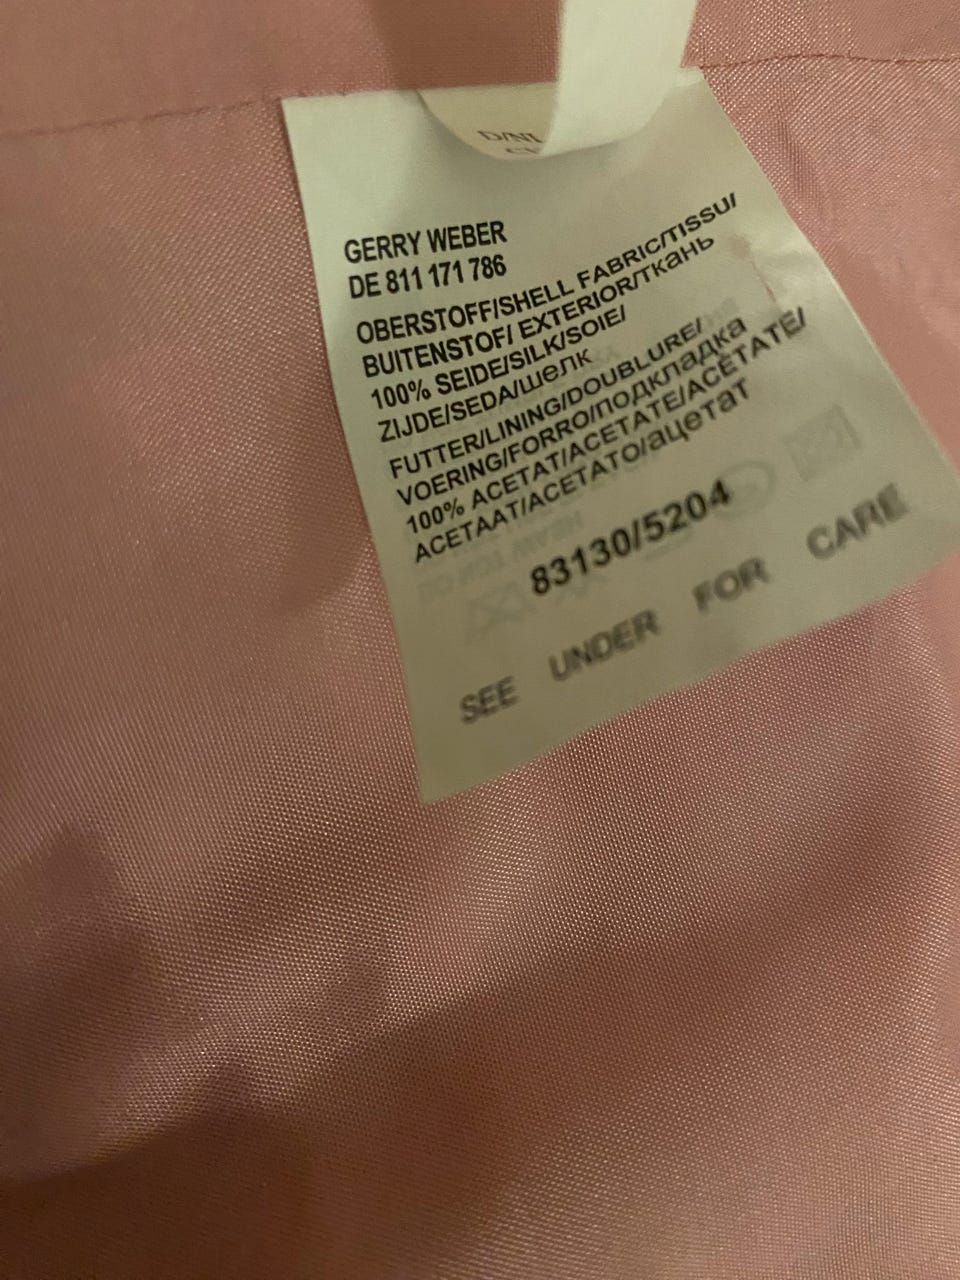 D/NL
GERRY WEBER
DE 811 171 786
OBERSTOFF/SHELL FABRIC/TISSU/
BUITENSTOF/ EXTERIOR/ткань
100% SEIDE/SILK/SOIE/
ZIJDE/SEDA/шелк
FUTTER/LINING/DOUBLURE/
VOERING/FORRO/подкладка
100% ACETAT/ACETATE/ACÉTATE/
ACETAAT/ACETATO/ацетат
83130/5204
SEE UNDER FOR CARE